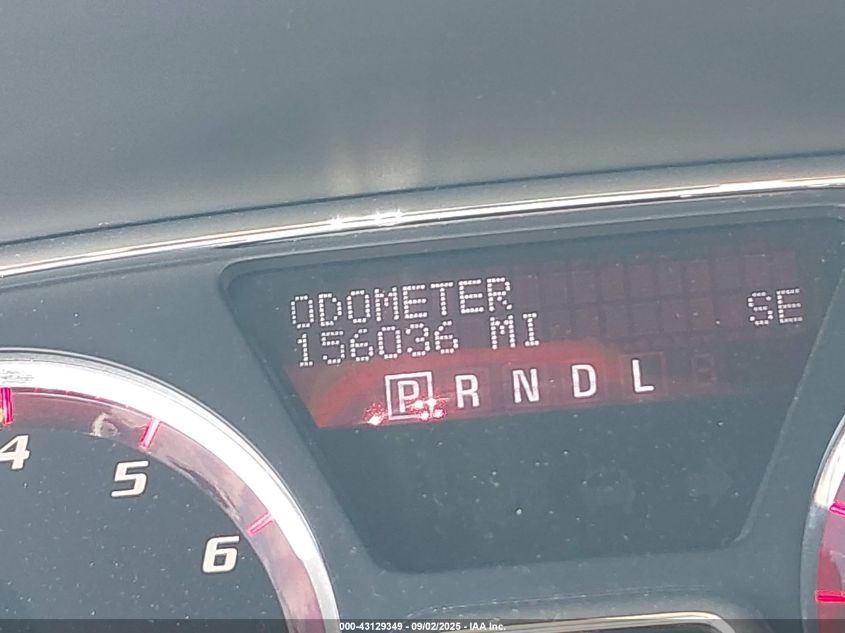 ODOMETER
156036 MI SE
P R N D L
4
5
6
000-43129349 - 09/02/2025 - IAA Inc.